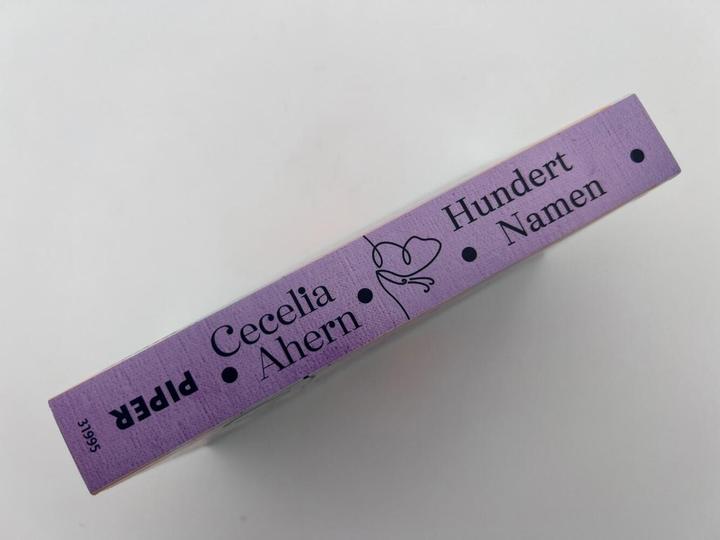 Cecelia
Ahern
Hundert
Namen
PIPER
31995